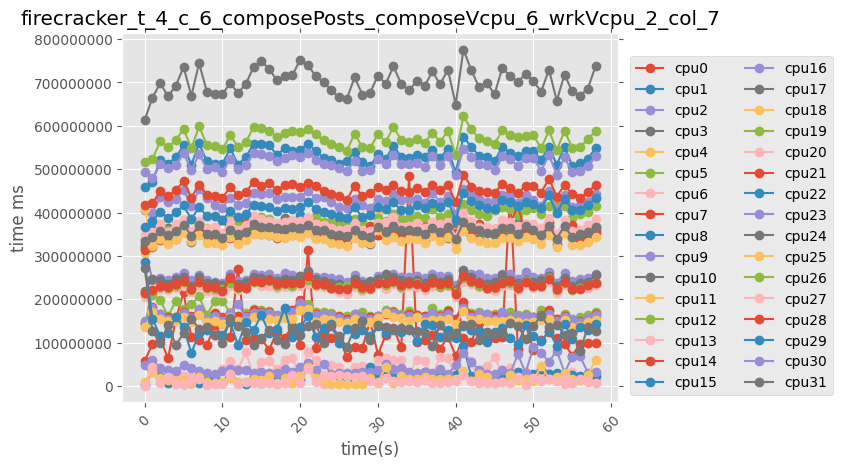 firecracker_t_4_c_6_composePosts_composeVcpu_6_wrkVcpu_2_col_7
800000000
700000000
600000000
500000000
400000000
300000000
200000000
100000000
0
time ms
0
10
20
30
40
50
60
time(s)
cpu0
cpu1
cpu2
cpu3
cpu4
cpu5
cpu6
cpu7
cpu8
cpu9
cpu10
cpu11
cpu12
cpu13
cpu14
cpu15
cpu16
cpu17
cpu18
cpu19
cpu20
cpu21
cpu22
cpu23
cpu24
cpu25
cpu26
cpu27
cpu28
cpu29
cpu30
cpu31